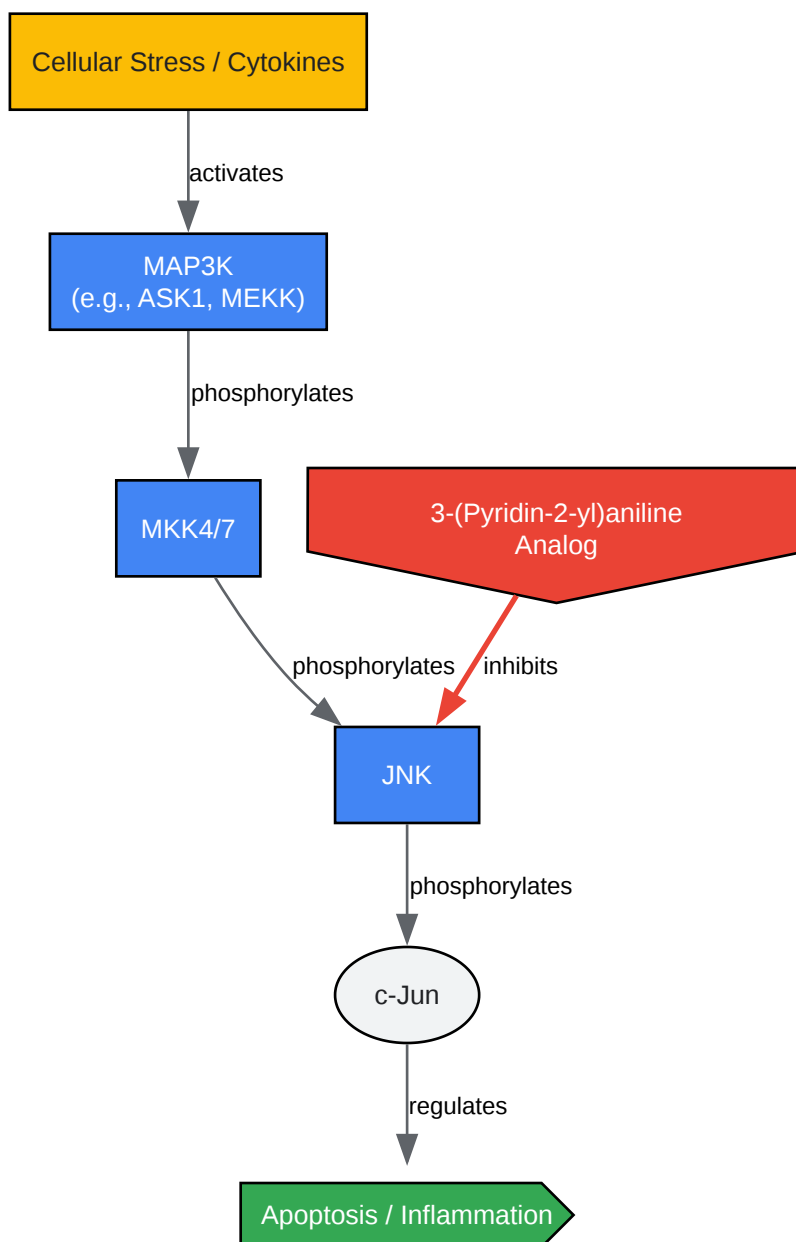 Cellular Stress / Cytokines
activates
MAP3K
(e.g., ASK1, MEKK)
phosphorylates
MKK4/7
3-(Pyridin-2-yl)aniline
Analog
phosphorylates
inhibits
JNK
phosphorylates
c-Jun
regulates
Apoptosis / Inflammation